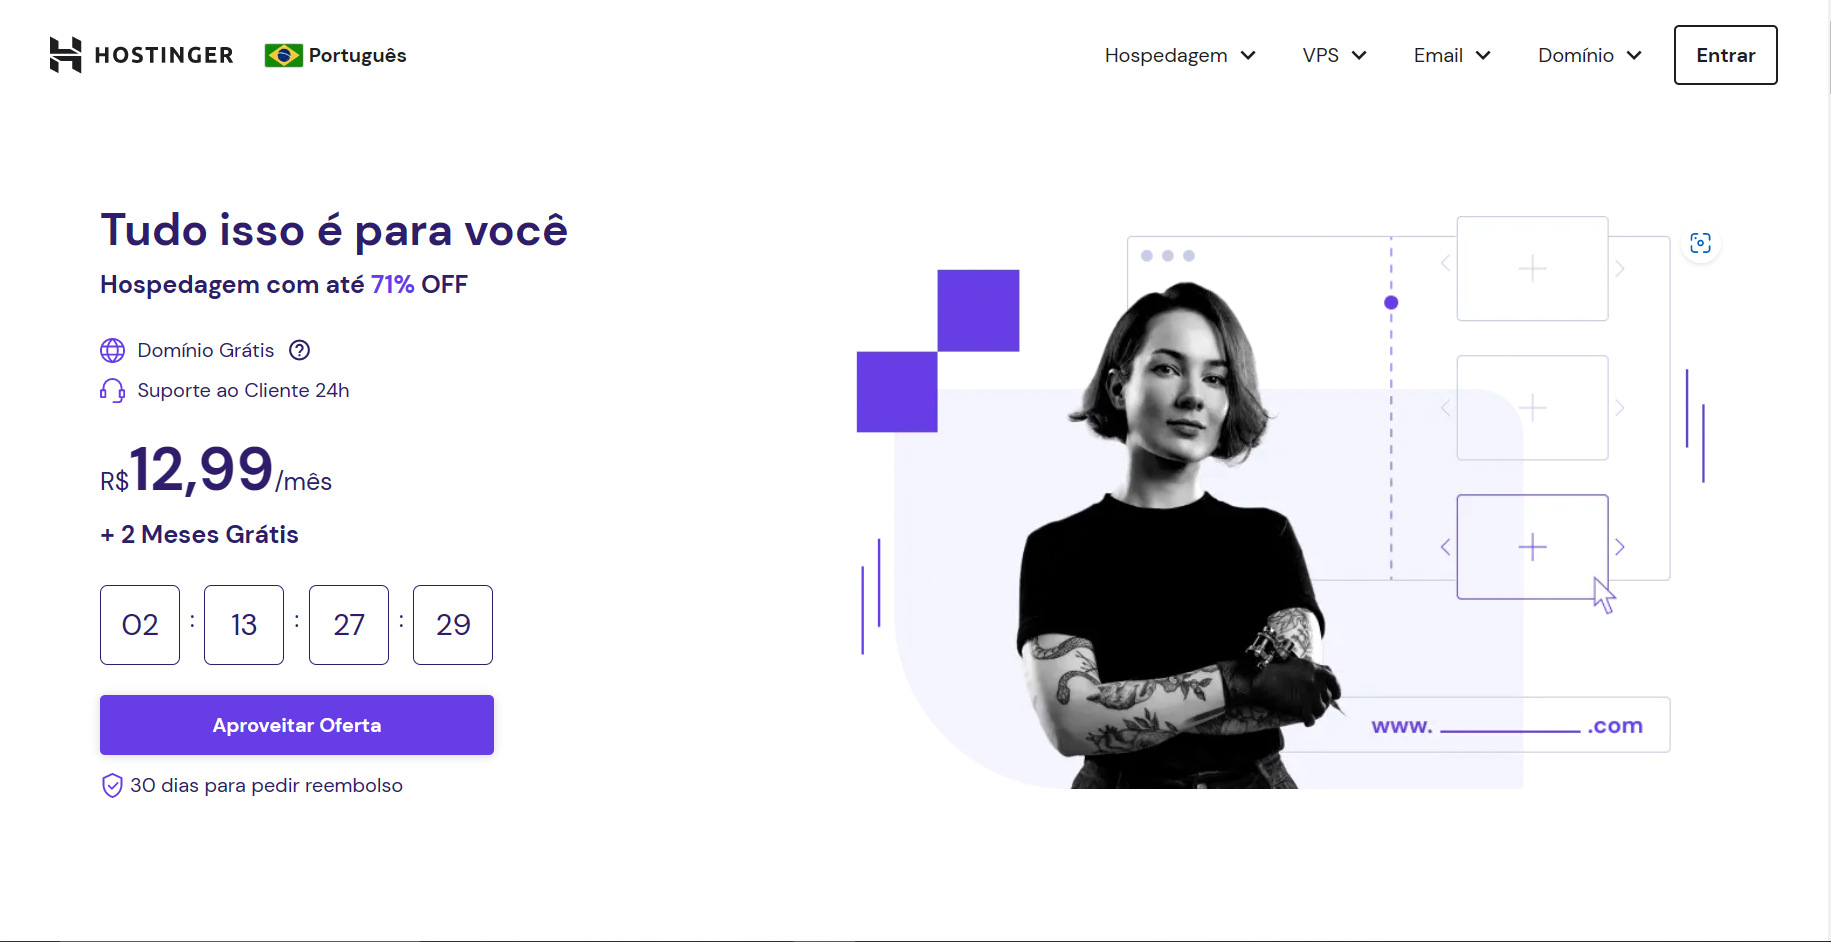 HOSTINGER
Português
Hospedagem
VPS
Email
Domínio
Entrar
Tudo isso é para você
Hospedagem com até 71% OFF
Domínio Grátis
Suporte ao Cliente 24h
R$12,99/mês
+ 2 Meses Grátis
02 : 13 : 27 : 29
Aproveitar Oferta
30 dias para pedir reembolso
www. ____________ .com